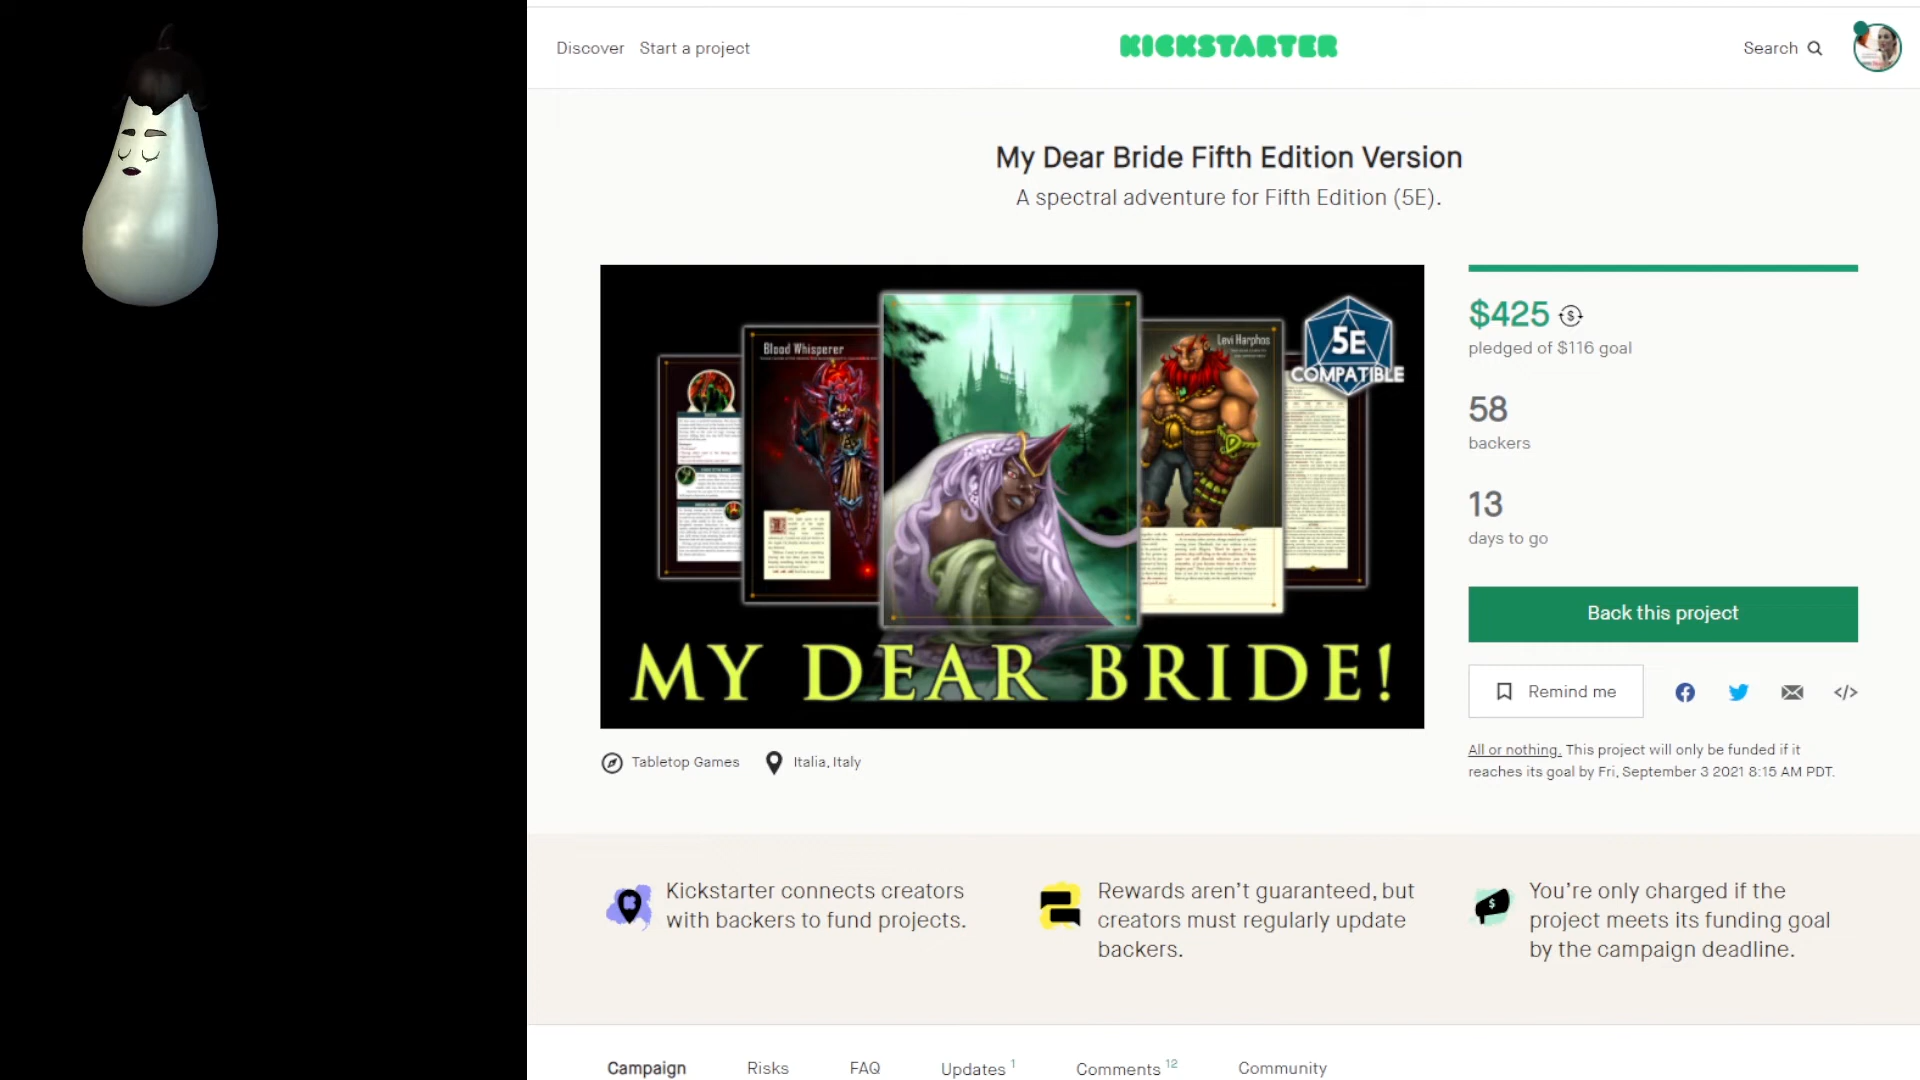 Discover Start a project KICKSTARTER Search
My Dear Bride Fifth Edition Version
A spectral adventure for Fifth Edition (5E).
Blood Whisperer
Levi Harphos
5E
COMPATIBLE
MY DEAR BRIDE!
$425
pledged of $116 goal
58
backers
13
days to go
Back this project
Remind me
All or nothing. This project will only be funded if it
reaches its goal by Fri, September 3 2021 8:15 AM PDT.
Tabletop Games Italia, Italy
Kickstarter connects creators
with backers to fund projects.
Rewards aren't guaranteed, but
creators must regularly update
backers.
You're only charged if the
project meets its funding goal
by the campaign deadline.
Campaign Risks FAQ Updates 1 Comments 12 Community